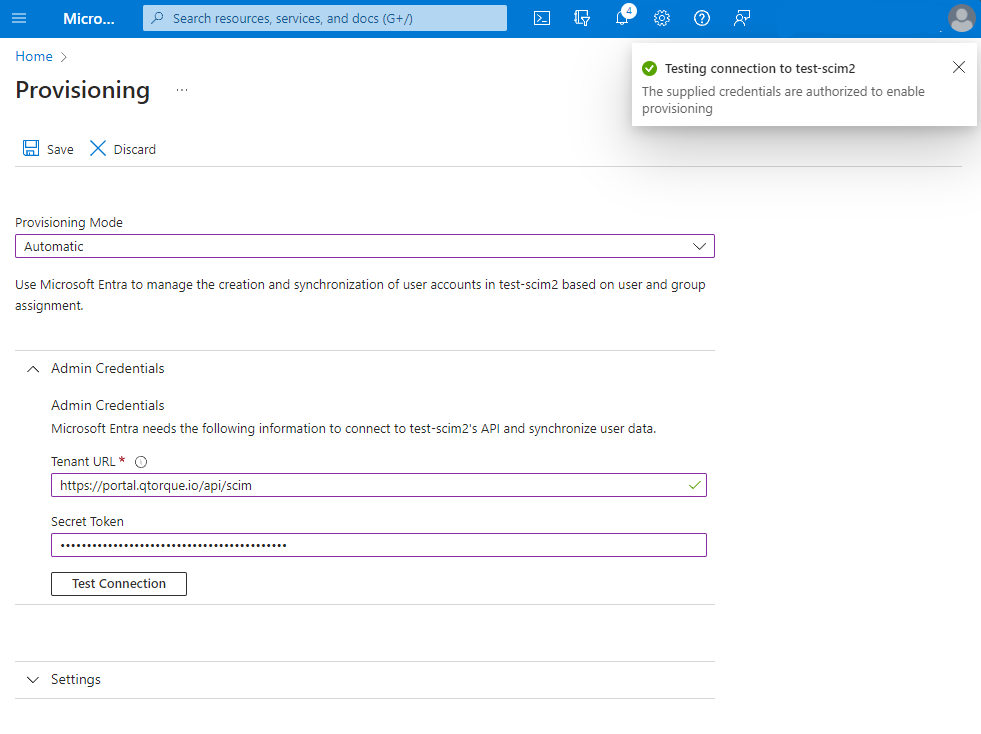 Micro...
Search resources, services, and docs (G+/)
4
Home
Testing connection to test-scim2
The supplied credentials are authorized to enable
provisioning
Provisioning
...
Save
Discard
Provisioning Mode
Automatic
Use Microsoft Entra to manage the creation and synchronization of user accounts in test-scim2 based on user and group
assignment.
Admin Credentials
Admin Credentials
Microsoft Entra needs the following information to connect to test-scim2's API and synchronize user data.
Tenant URL *
https://portal.qtorque.io/api/scim
Secret Token
Test Connection
Settings